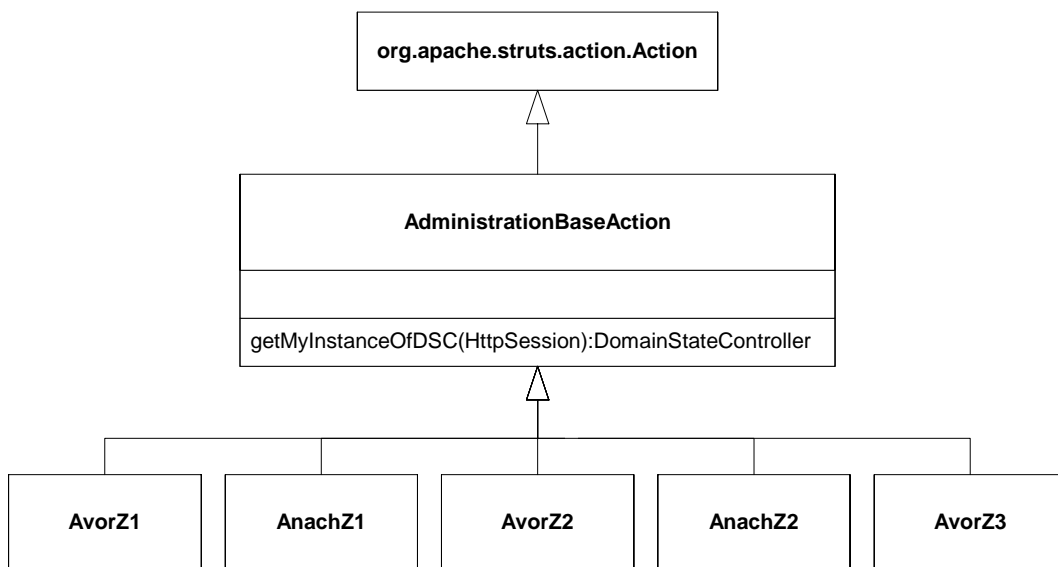 org.apache.struts.action.Action
AdministrationBaseAction
getMyInstanceOfDSC(HttpSession):DomainStateController
AvorZ1
AnachZ1
AvorZ2
AnachZ2
AvorZ3